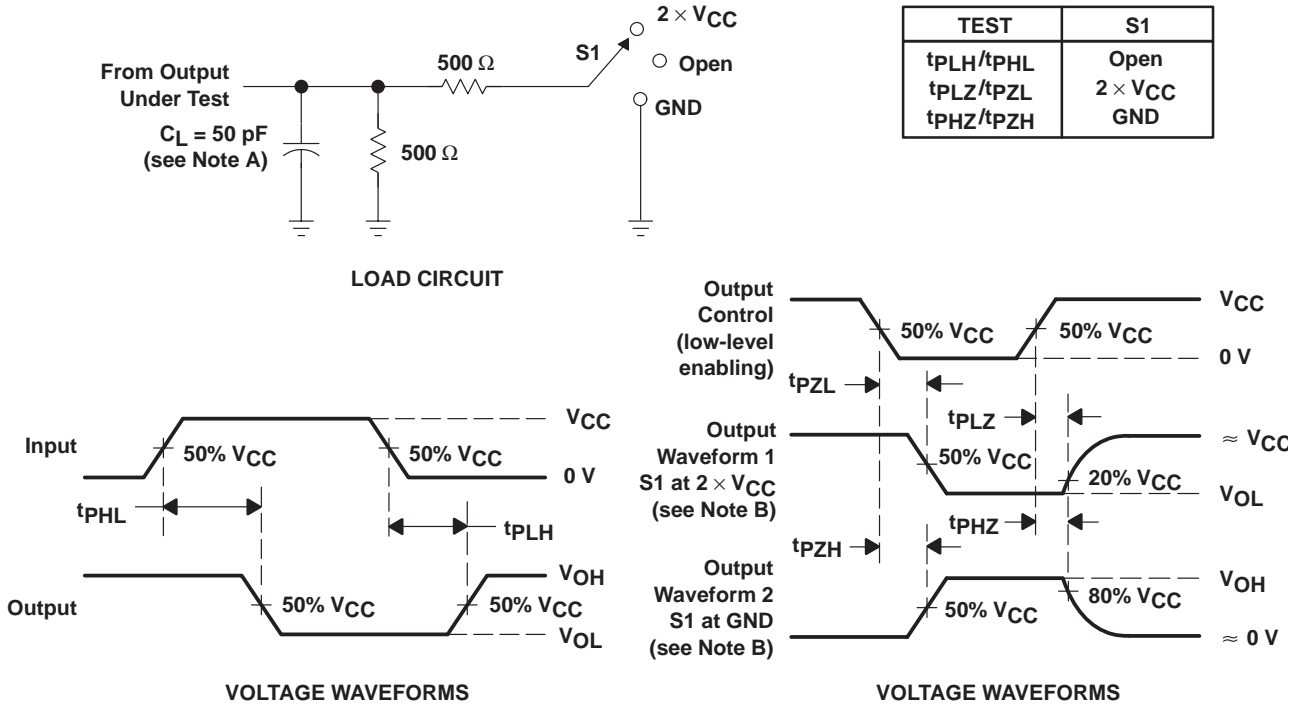 2 × VCC
S1
Open
GND
500 Ω
From Output
Under Test
CL = 50 pF
(see Note A)
500 Ω
LOAD CIRCUIT
TEST S1
tPLH/tPHL Open
tPLZ/tPZL 2 × VCC
tPHZ/tPZH GND
Input
50% VCC
50% VCC
VCC
0 V
tPHL
tPLH
Output
50% VCC
50% VCC
VOH
VOL
VOLTAGE WAVEFORMS
Output
Control
(low-level
enabling)
50% VCC
50% VCC
VCC
0 V
tPZL
tPLZ
Output
Waveform 1
S1 at 2 × VCC
(see Note B)
50% VCC
20% VCC
≈ VCC
VOL
tPHZ
tPZH
Output
Waveform 2
S1 at GND
(see Note B)
50% VCC
80% VCC
VOH
≈ 0 V
VOLTAGE WAVEFORMS